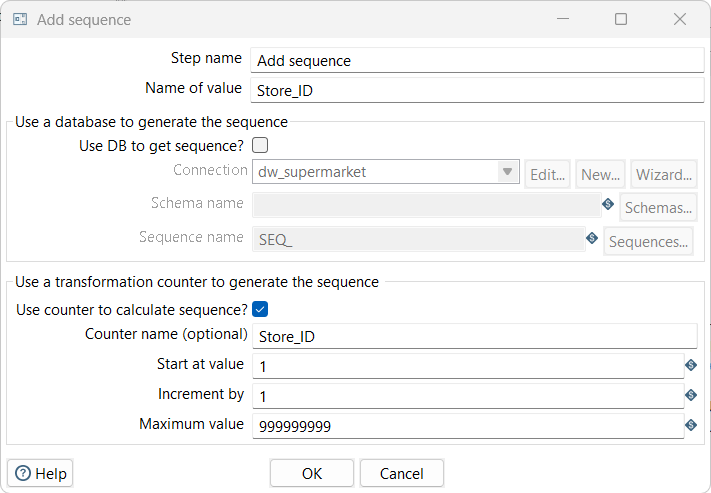 Add sequence
Step name Add sequence
Name of value Store_ID
Use a database to generate the sequence
Use DB to get sequence?
Connection dw_supermarket Edit... New... Wizard...
Schema name Schemas...
Sequence name SEQ_ Sequences...
Use a transformation counter to generate the sequence
Use counter to calculate sequence?
Counter name (optional) Store_ID
Start at value 1
Increment by 1
Maximum value 999999999
Help OK Cancel